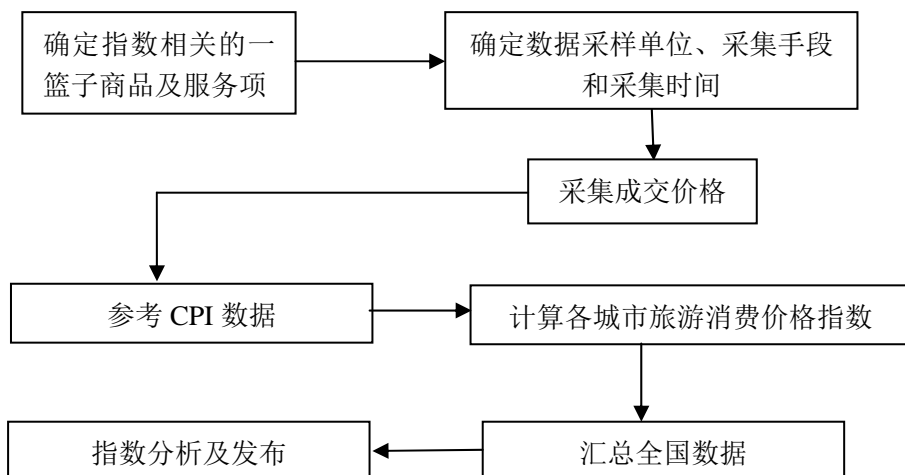 确定指数相关的一
篮子商品及服务项
确定数据采样单位、采集手段
和采集时间
采集成交价格
参考 CPI 数据
计算各城市旅游消费价格指数
汇总全国数据
指数分析及发布